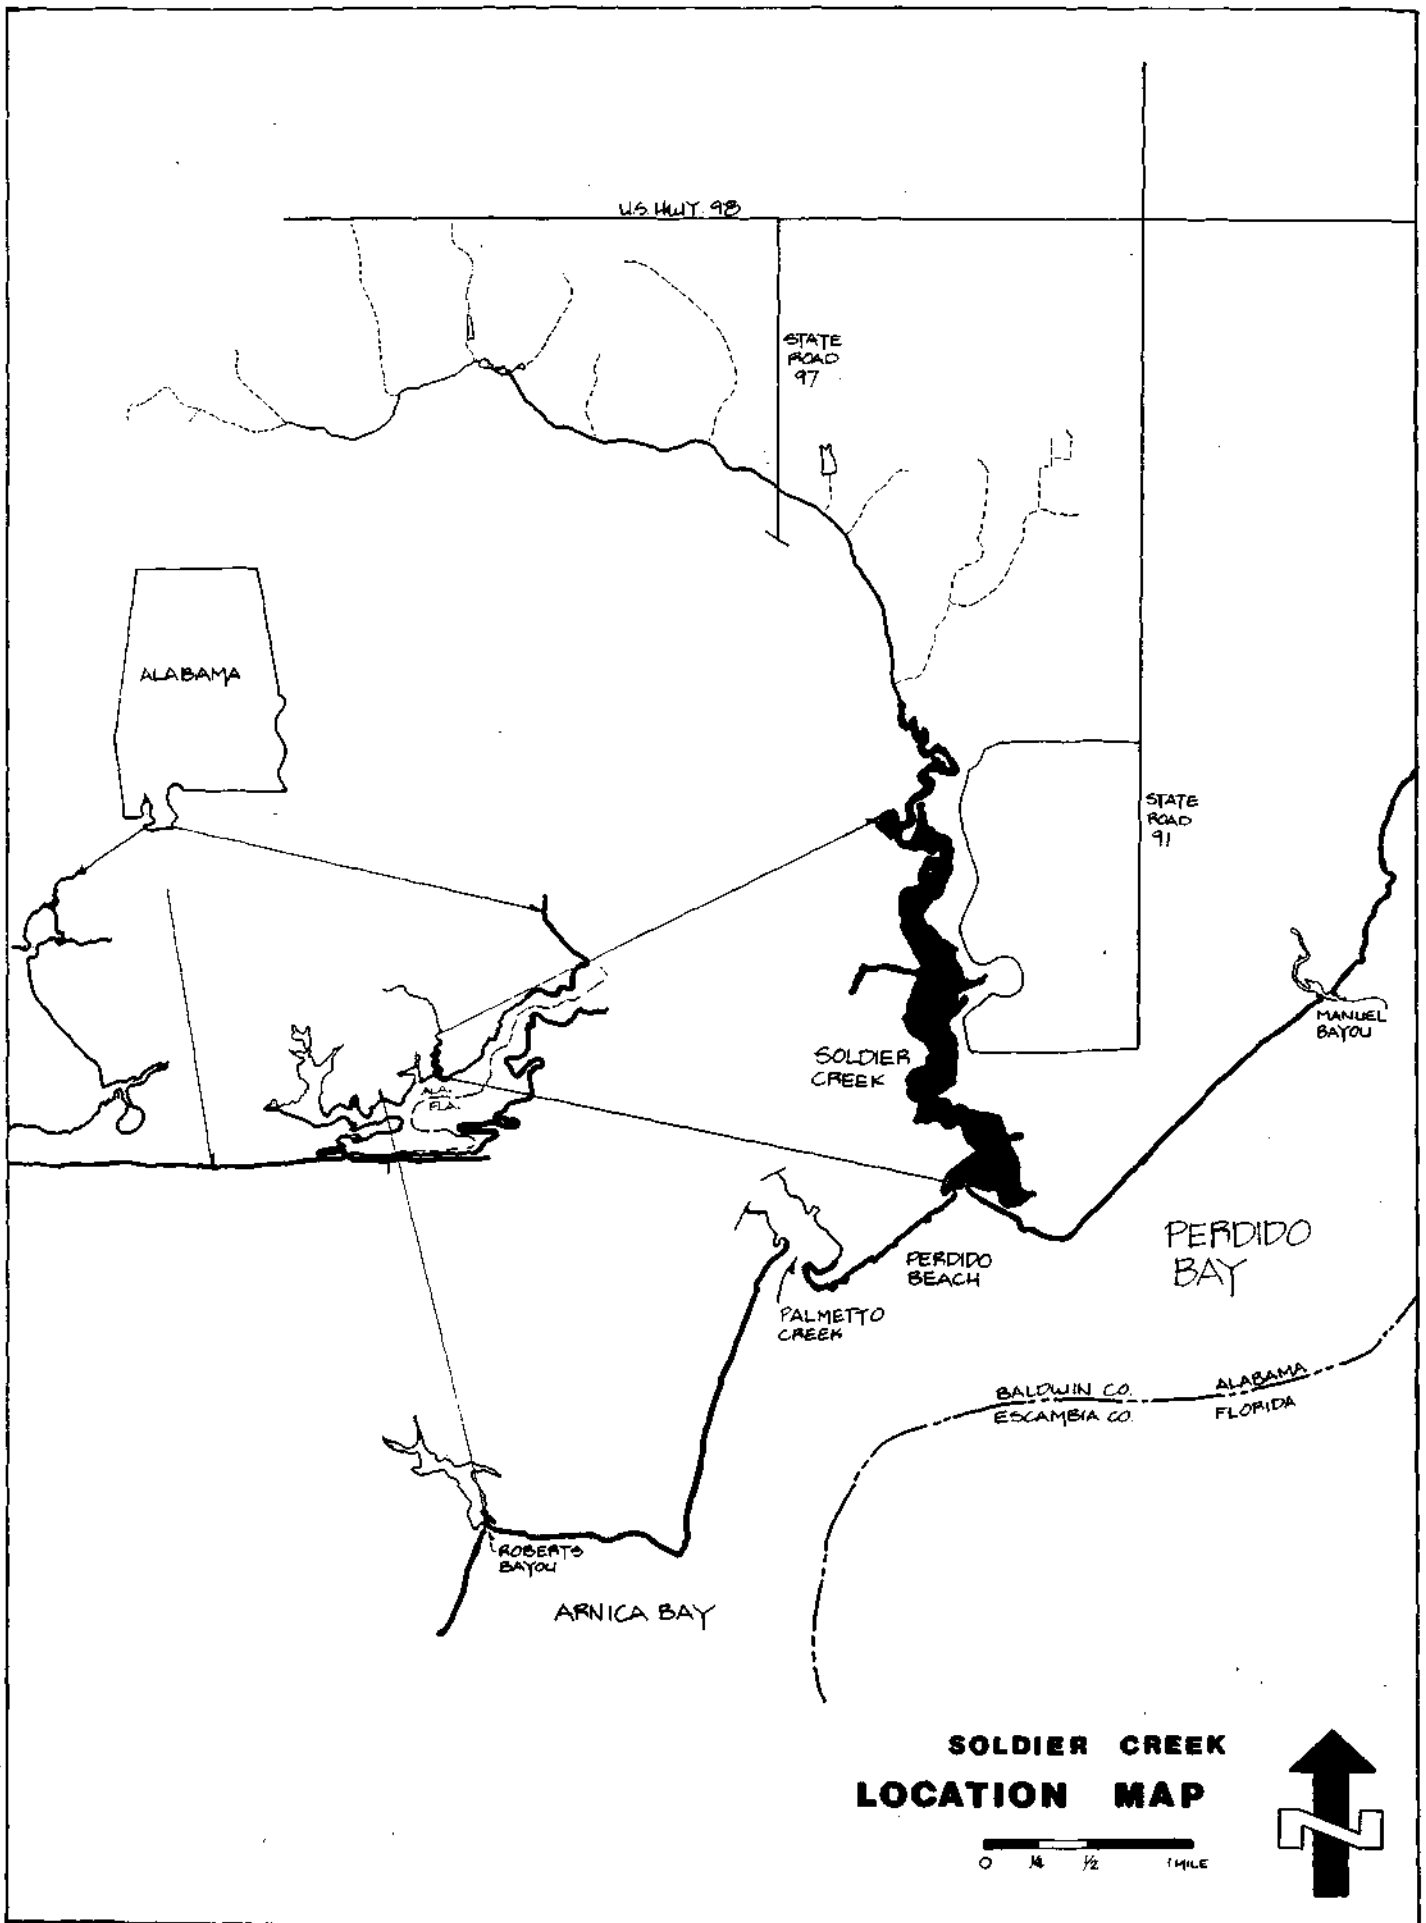 U.S. HWY. 98
STATE
ROAD
97
ALABAMA
STATE
ROAD
91
MANUEL
BAYOU
SOLDIER
CREEK
ALA.
FLA.
PERDIDO
BAY
PERDIDO
BEACH
PALMETTO
CREEK
BALDWIN CO.
ESCAMBIA CO.
ALABAMA
FLORIDA
ROBERTS
BAYOU
ARNICA BAY
SOLDIER CREEK
LOCATION MAP
0 1/4 1/2 1 MILE
N